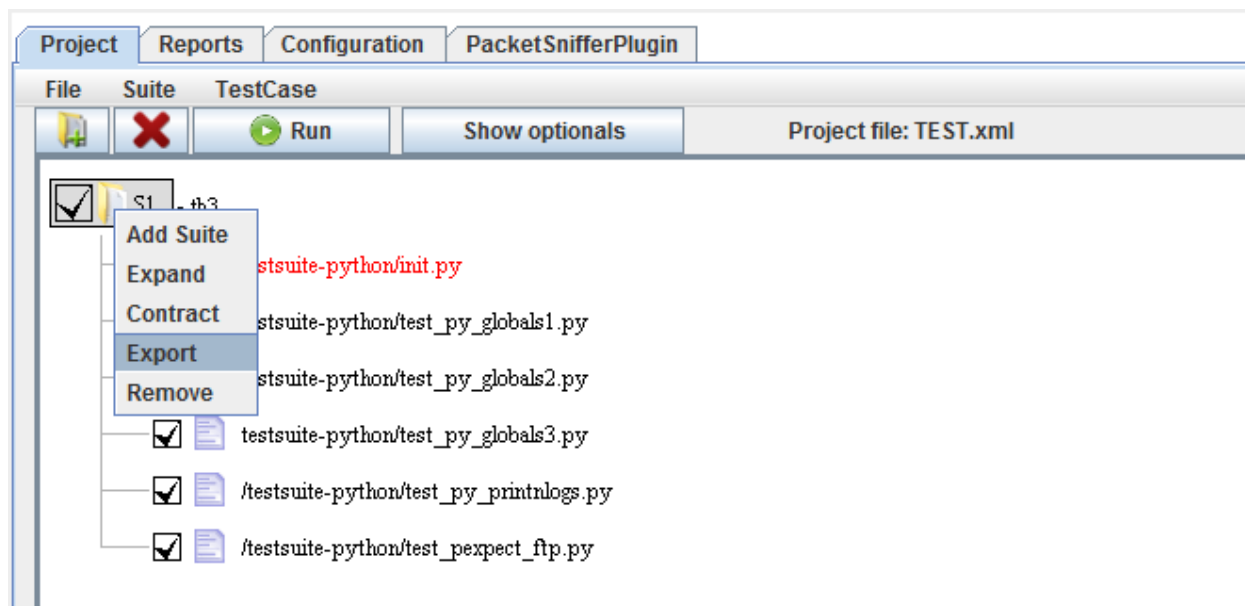 Project Reports Configuration PacketSnifferPlugin
File Suite TestCase
Run Show optionals Project file: TEST.xml
S1 - tb3
Add Suite
Expand
stsuite-python/init.py
Contract
stsuite-python/test_py_globals1.py
Export
stsuite-python/test_py_globals2.py
Remove
testsuite-python/test_py_globals3.py
/testsuite-python/test_py_printnlogs.py
/testsuite-python/test_pexpect_ftp.py